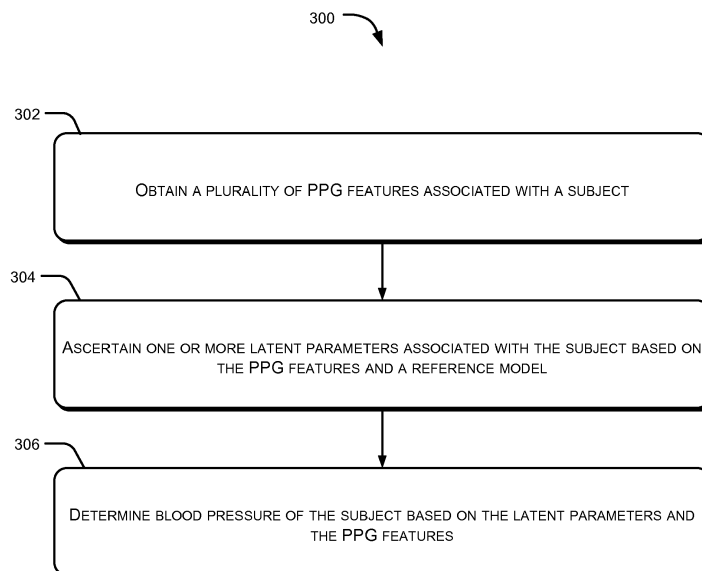 300
302
OBTAIN A PLURALITY OF PPG FEATURES ASSOCIATED WITH A SUBJECT
304
ASCERTAIN ONE OR MORE LATENT PARAMETERS ASSOCIATED WITH THE SUBJECT BASED ON
THE PPG FEATURES AND A REFERENCE MODEL
306
DETERMINE BLOOD PRESSURE OF THE SUBJECT BASED ON THE LATENT PARAMETERS AND
THE PPG FEATURES